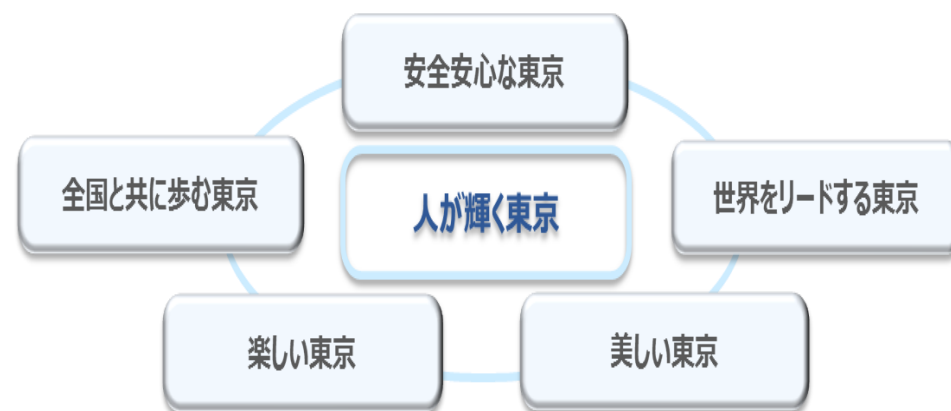 安全安心な東京
全国と共に歩む東京
人が輝く東京
世界をリードする東京
楽しい東京
美しい東京